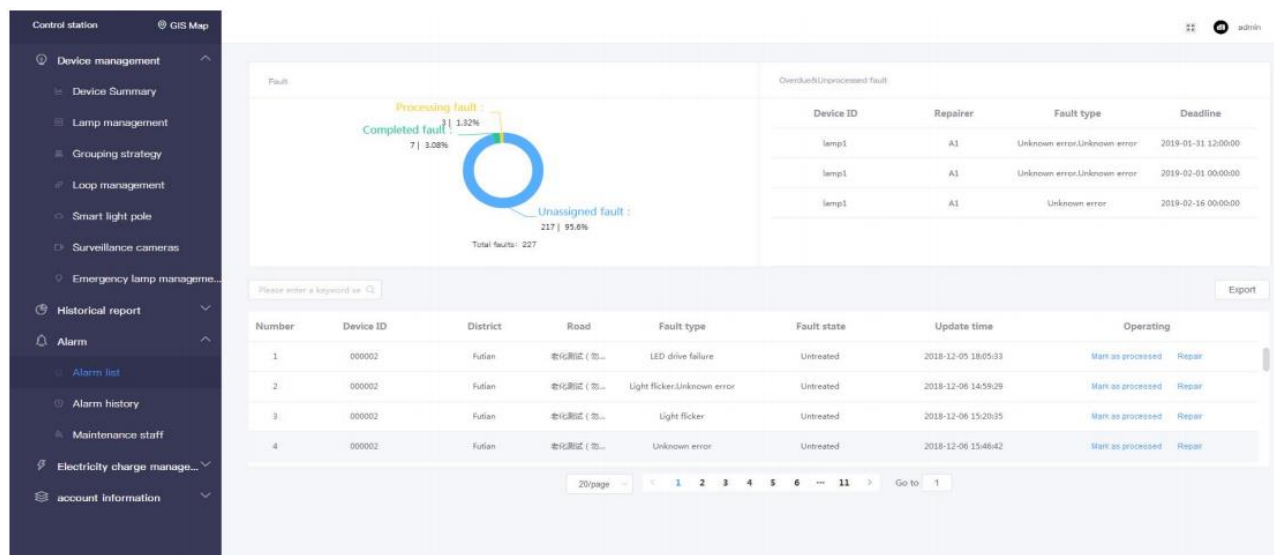 Control station
GIS Map
admin
Device management
Device Summary
Lamp management
Grouping strategy
Loop management
Smart light pole
Surveillance cameras
Emergency lamp manageme...
Historical report
Alarm
Alarm list
Alarm history
Maintenance staff
Electricity charge manage...
account information
Fault
Processing fault :
3 | 1.32%
Completed fault :
7 | 3.08%
Unassigned fault :
217 | 95.6%
Total faults: 227
Overdue&Unprocessed fault
Device ID Repairer Fault type Deadline
lamp1 A1 Unknown error.Unknown error 2019-01-31 12:00:00
lamp1 A1 Unknown error.Unknown error 2019-02-01 00:00:00
lamp1 A1 Unknown error 2019-02-16 00:00:00
Please enter a keyword se
Export
Number Device ID District Road Fault type Fault state Update time Operating
1 000002 Futian 老化测试 ( 勿... LED drive failure Untreated 2018-12-05 18:05:33 Mark as processed Repair
2 000002 Futian 老化测试 ( 勿... Light flicker.Unknown error Untreated 2018-12-06 14:59:29 Mark as processed Repair
3 000002 Futian 老化测试 ( 勿... Light flicker Untreated 2018-12-06 15:20:35 Mark as processed Repair
4 000002 Futian 老化测试 ( 勿... Unknown error Untreated 2018-12-06 15:46:42 Mark as processed Repair
20/page < 1 2 3 4 5 6 ··· 11 > Go to 1